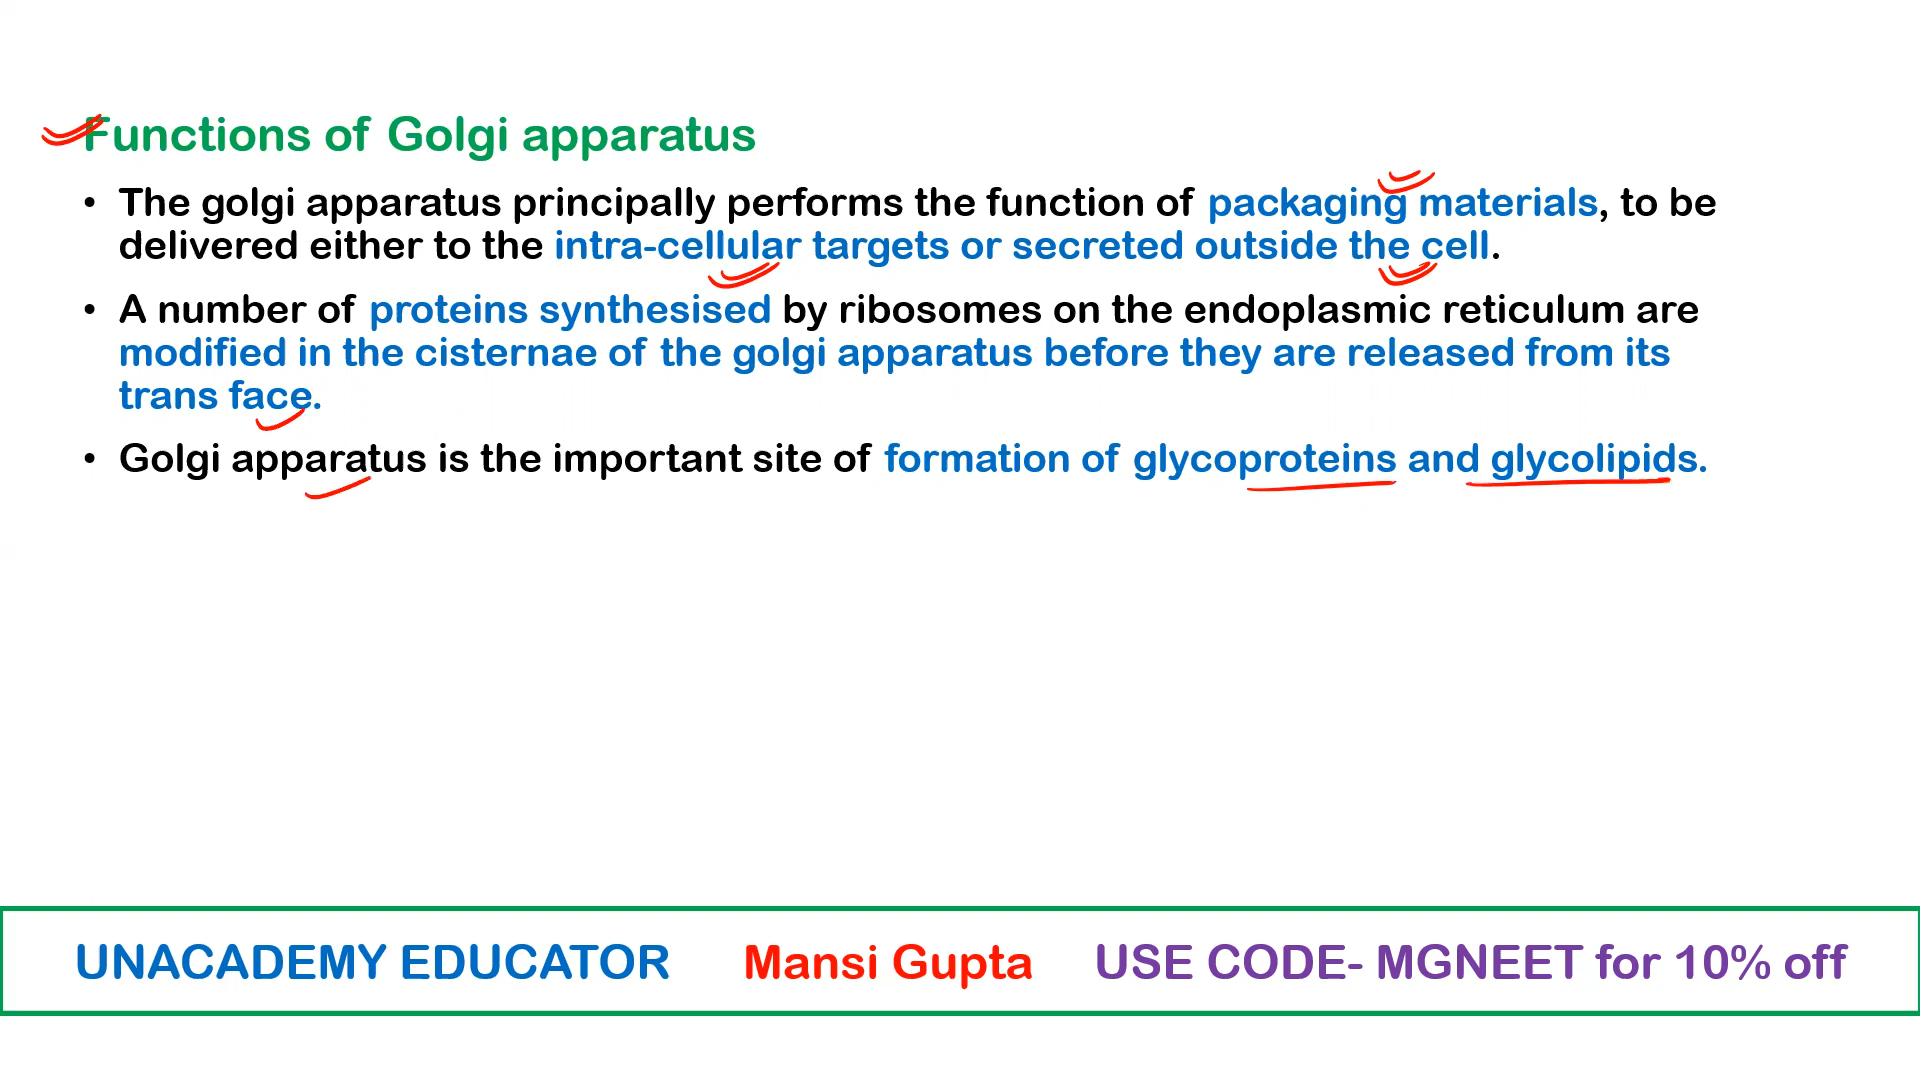 Functions of Golgi apparatus
• The golgi apparatus principally performs the function of packaging materials, to be
delivered either to the intra-cellular targets or secreted outside the cell.
• A number of proteins synthesised by ribosomes on the endoplasmic reticulum are
modified in the cisternae of the golgi apparatus before they are released from its
trans face.
• Golgi apparatus is the important site of formation of glycoproteins and glycolipids.
UNACADEMY EDUCATOR Mansi Gupta USE CODE- MGNEET for 10% off